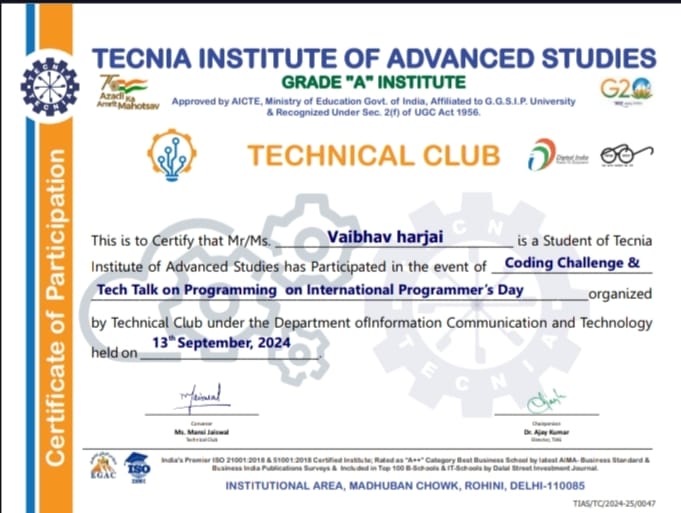 TECNIA INSTITUTE OF ADVANCED STUDIES
GRADE "A" INSTITUTE
Approved by AICTE, Ministry of Education Govt. of India, Affiliated to G.G.S.I.P. University
& Recognized Under Sec. 2(f) of UGC Act 1956.
Azadi Ka
Amrit Mahotsav
G20
TECNIA
TECHNICAL CLUB
Digital India
Certificate of Participation
This is to Certify that Mr/Ms. Vaibhav harjai is a Student of Tecnia
Institute of Advanced Studies has Participated in the event of Coding Challenge &
Tech Talk on Programming on International Programmer's Day organized
by Technical Club under the Department ofInformation Communication and Technology
held on 13th September, 2024.
Convenor
Ms. Mansi Jaiswal
Technical Club
Chairperson
Dr. Ajay Kumar
Director, TIAS
EGAC
ISO
India's Premier ISO 21001:2018 & 51001:2018 Certified Institute; Rated as "A++" Category Best Business School by latest AIMA- Business Standard &
Business India Publications Surveys & Included in Top 100 B-Schools & IT-Schools by Dalal Street Investment Journal.
INSTITUTIONAL AREA, MADHUBAN CHOWK, ROHINI, DELHI-110085
TIAS/TC/2024-25/0047